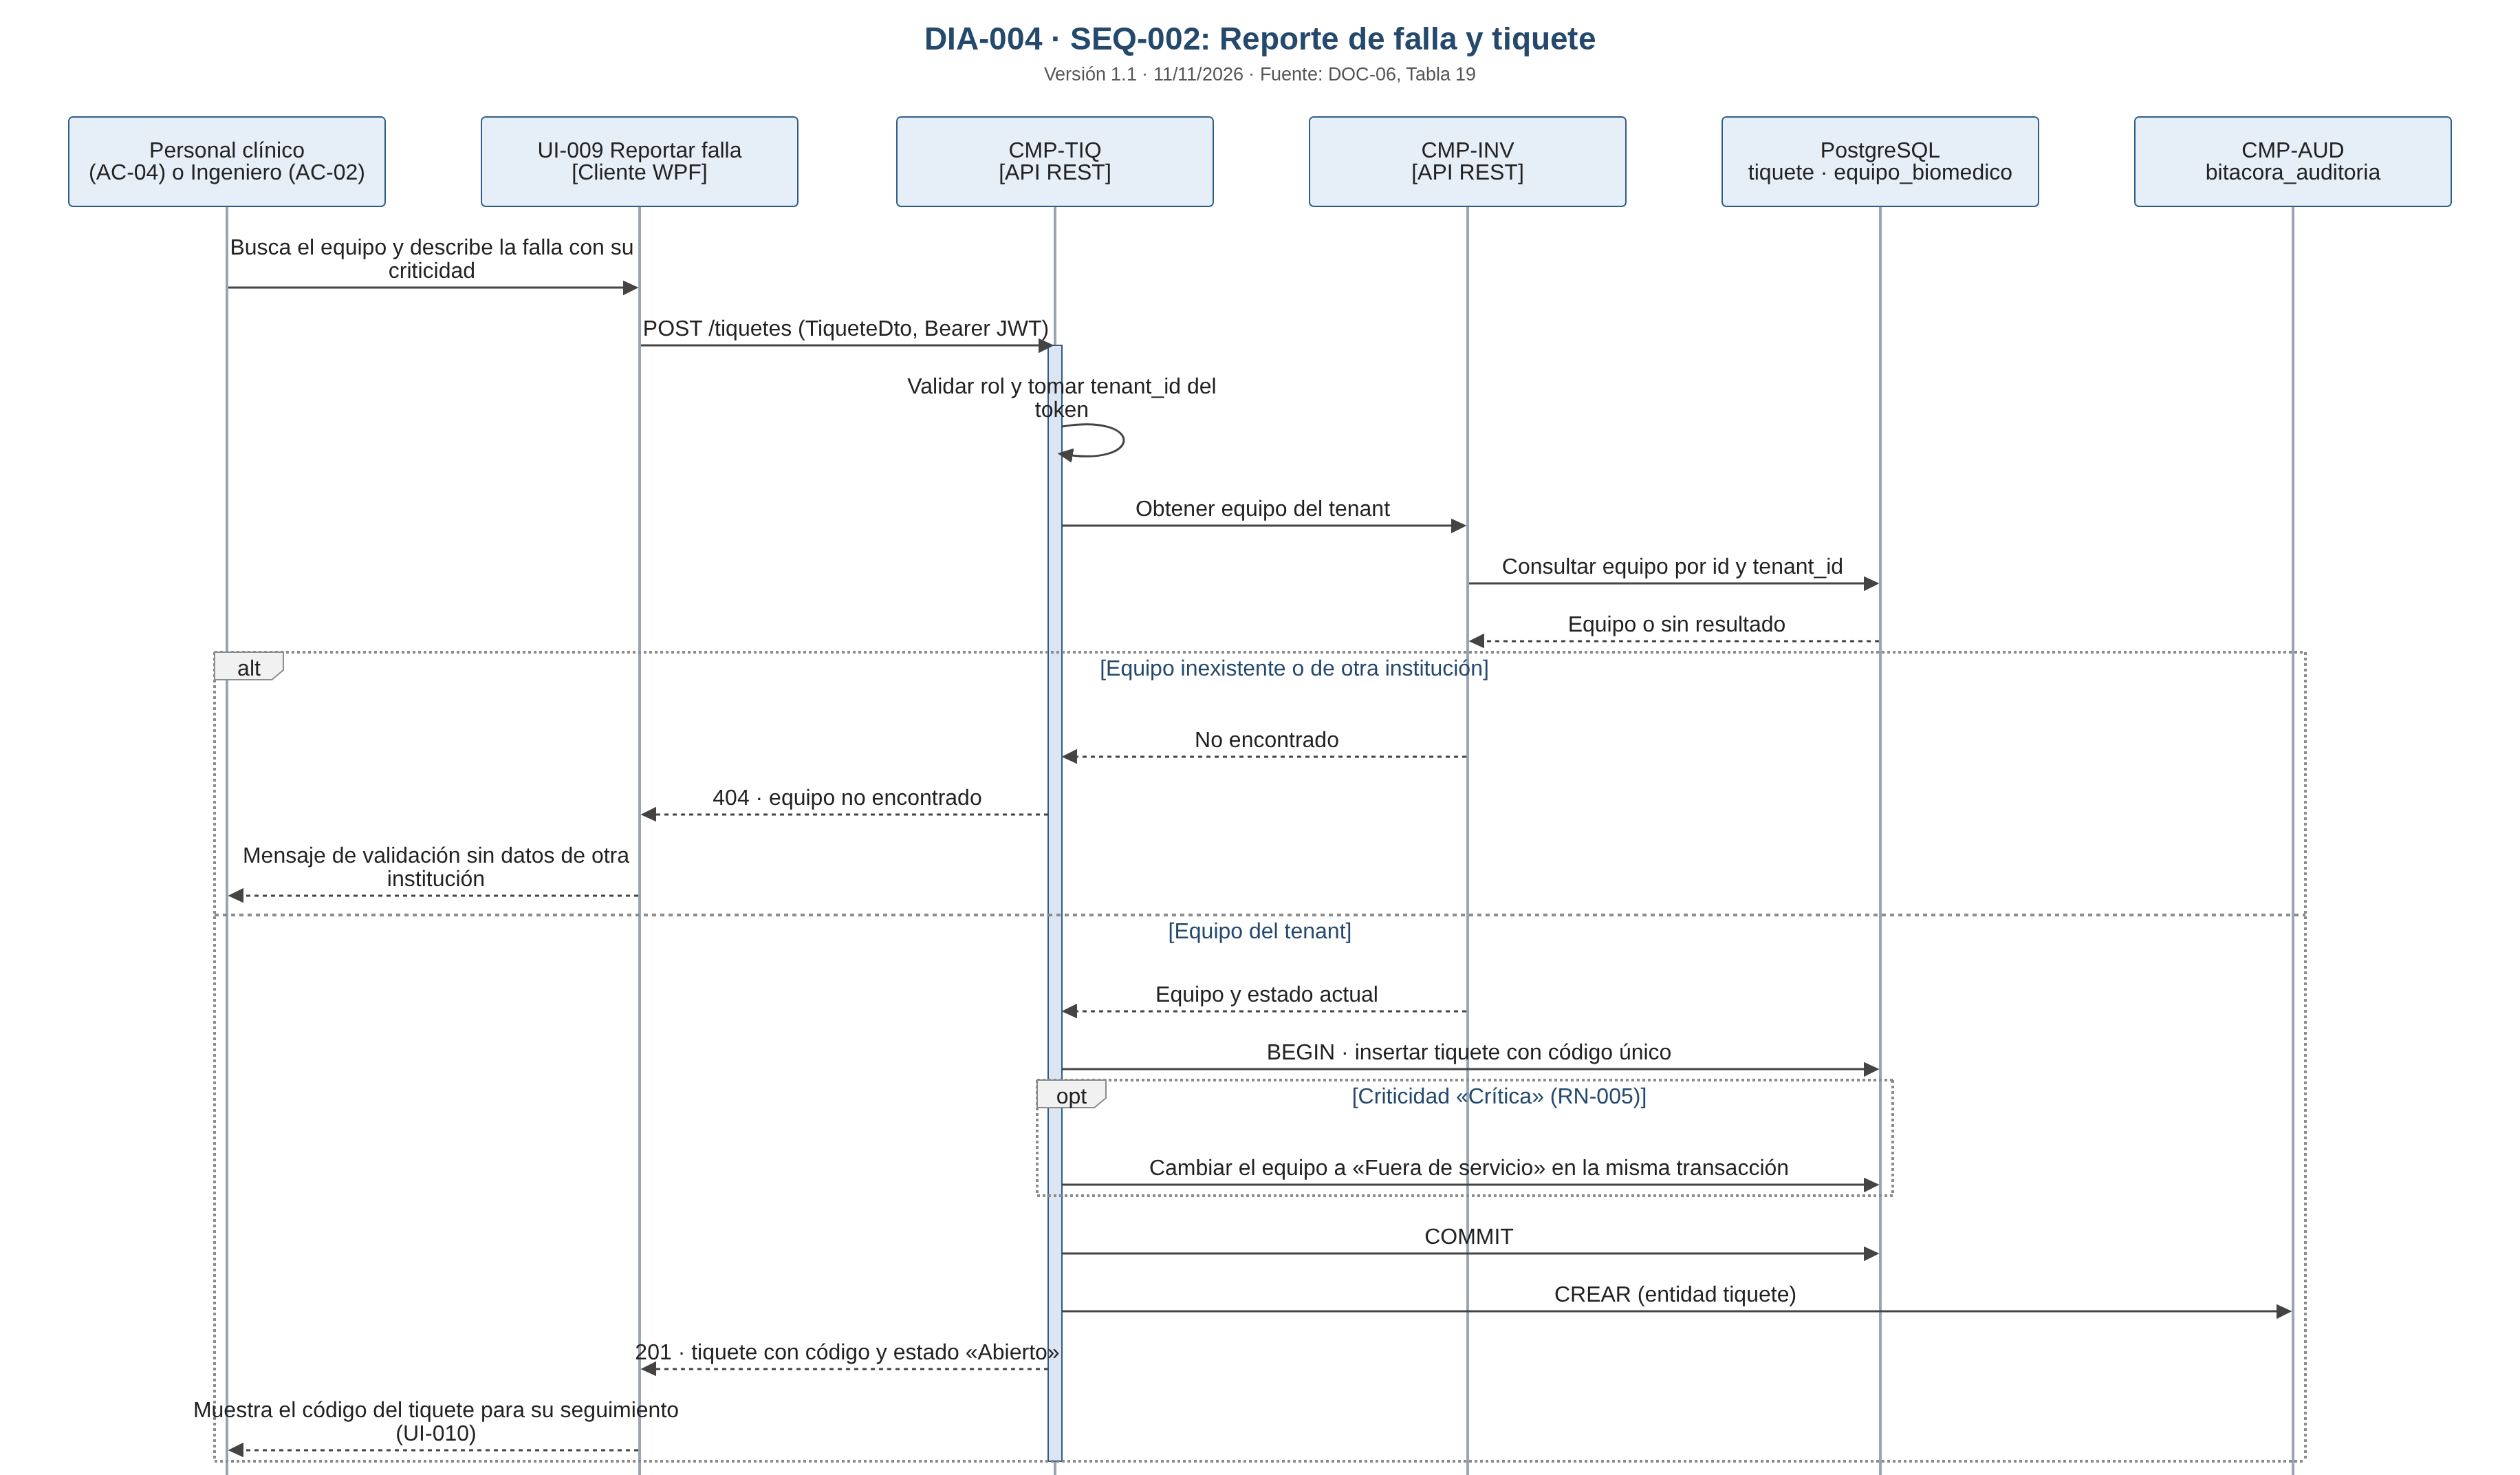 DIA-004 · SEQ-002: Reporte de falla y tiquete
Versión 1.1 · 11/11/2026 · Fuente: DOC-06, Tabla 19
Personal clínico
(AC-04) o Ingeniero (AC-02)
UI-009 Reportar falla
[Cliente WPF]
CMP-TIQ
[API REST]
CMP-INV
[API REST]
PostgreSQL
tiquete · equipo_biomedico
CMP-AUD
bitacora_auditoria
Busca el equipo y describe la falla con su
criticidad
POST /tiquetes (TiqueteDto, Bearer JWT)
Validar rol y tomar tenant_id del
token
Obtener equipo del tenant
Consultar equipo por id y tenant_id
Equipo o sin resultado
alt
[Equipo inexistente o de otra institución]
No encontrado
404 · equipo no encontrado
Mensaje de validación sin datos de otra
institución
[Equipo del tenant]
Equipo y estado actual
BEGIN · insertar tiquete con código único
opt
[Criticidad «Crítica» (RN-005)]
Cambiar el equipo a «Fuera de servicio» en la misma transacción
COMMIT
CREAR (entidad tiquete)
201 · tiquete con código y estado «Abierto»
Muestra el código del tiquete para su seguimiento
(UI-010)